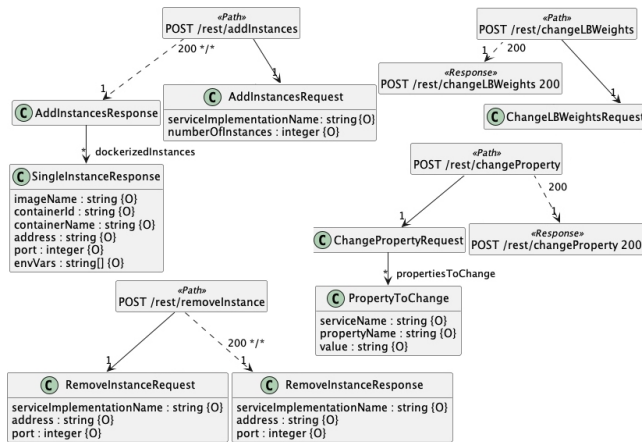 «Path»
POST /rest/addInstances
200 */*
1
1
C AddInstancesResponse
C AddInstancesRequest
serviceImplementationName: string {O}
numberOfInstances : integer {O}
* dockerizedInstances
C SingleInstanceResponse
imageName : string {O}
containerId : string {O}
containerName : string {O}
address : string {O}
port : integer {O}
envVars : string[] {O}
«Path»
POST /rest/changeLBWeights
200
1
1
«Response»
POST /rest/changeLBWeights 200
C ChangeLBWeightsRequest
«Path»
POST /rest/changeProperty
200
1
1
C ChangePropertyRequest
«Response»
POST /rest/changeProperty 200
* propertiesToChange
C PropertyToChange
serviceName : string {O}
propertyName : string {O}
value : string {O}
«Path»
POST /rest/removeInstance
200 */*
1
1
C RemoveInstanceRequest
serviceImplementationName : string {O}
address : string {O}
port : integer {O}
C RemoveInstanceResponse
serviceImplementationName : string {O}
address : string {O}
port : integer {O}